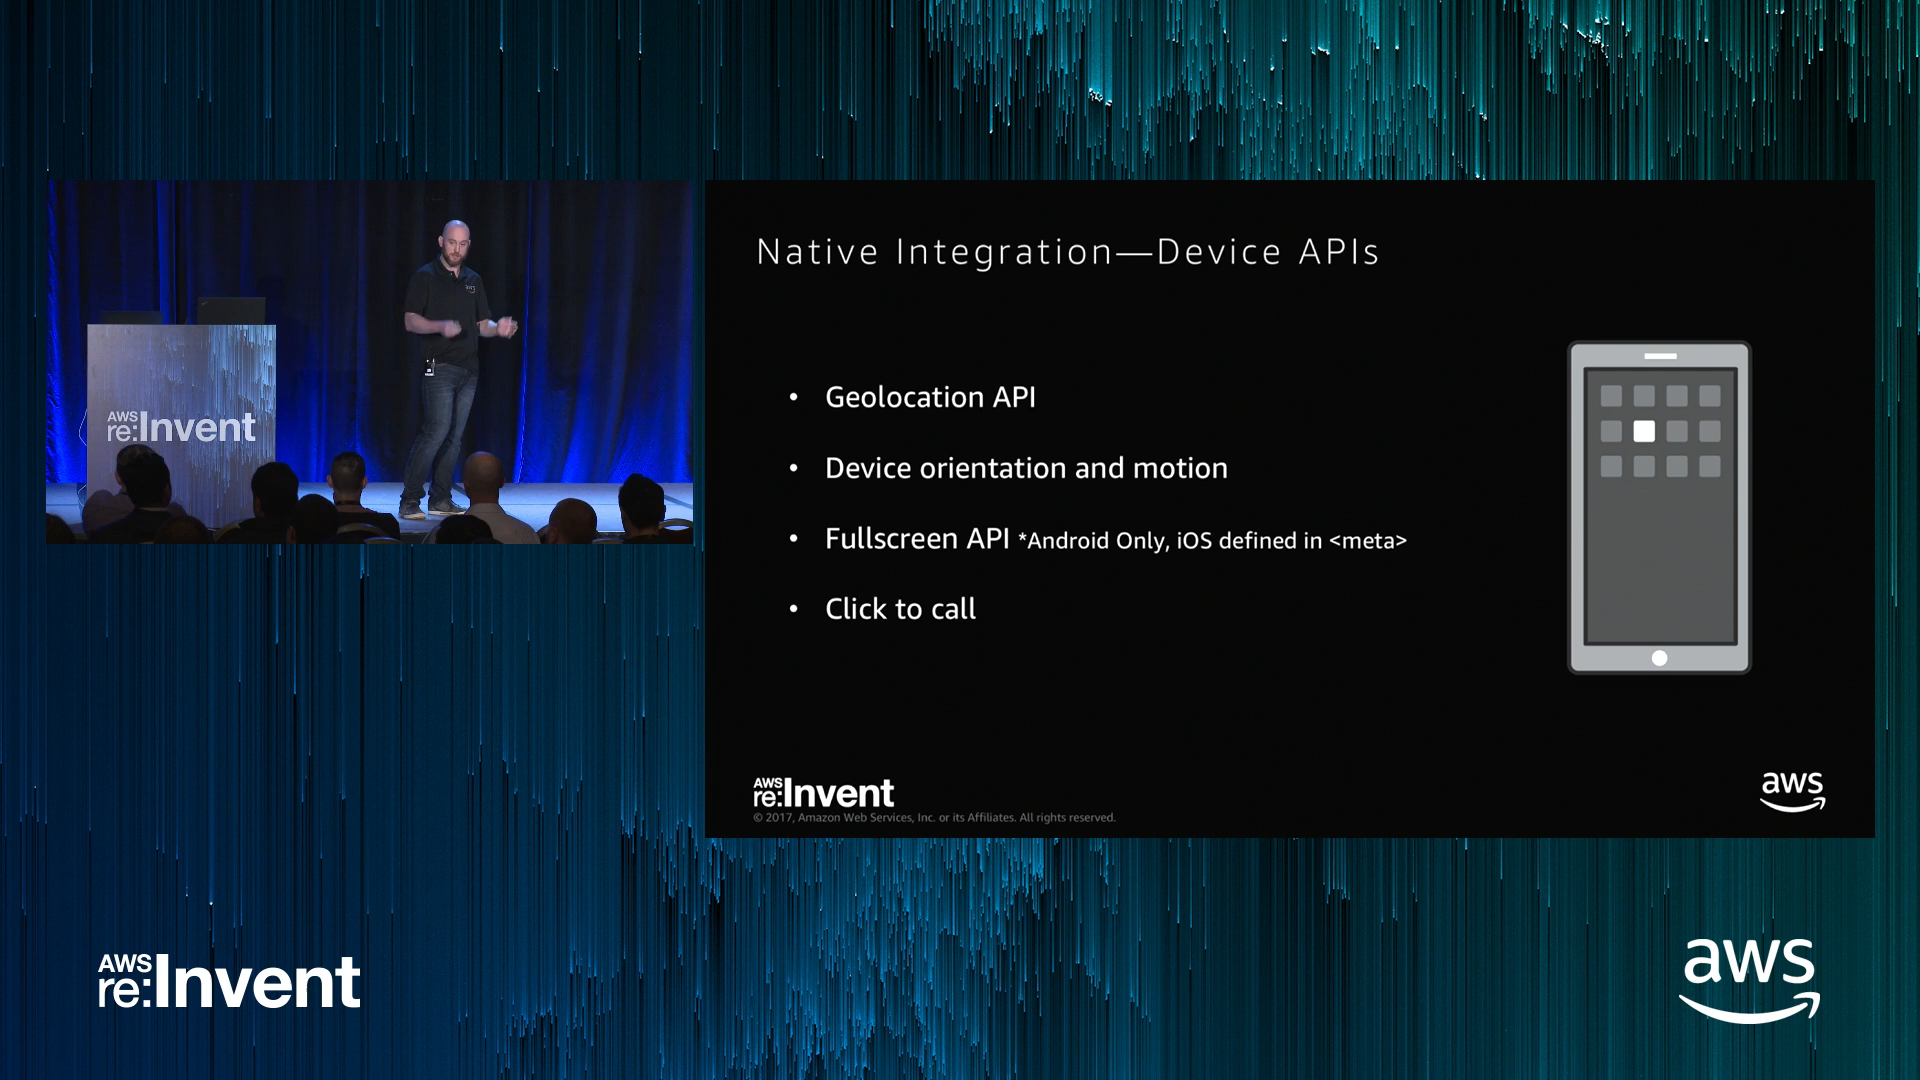 AWS
re:Invent
aws
Native Integration—Device APIs
• Geolocation API
• Device orientation and motion
• Fullscreen API *Android Only, iOS defined in <meta>
• Click to call
AWS
re:Invent
© 2017, Amazon Web Services, Inc. or its Affiliates. All rights reserved.
aws
AWS
re:Invent
aws